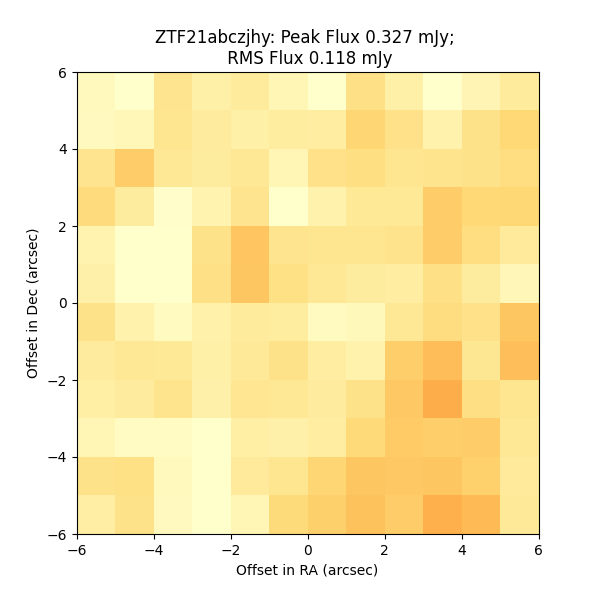 ZTF21abczjhy: Peak Flux 0.327 mJy;
RMS Flux 0.118 mJy
6
4
2
0
−2
−4
−6
Offset in Dec (arcsec)
−6 −4 −2 0 2 4 6
Offset in RA (arcsec)